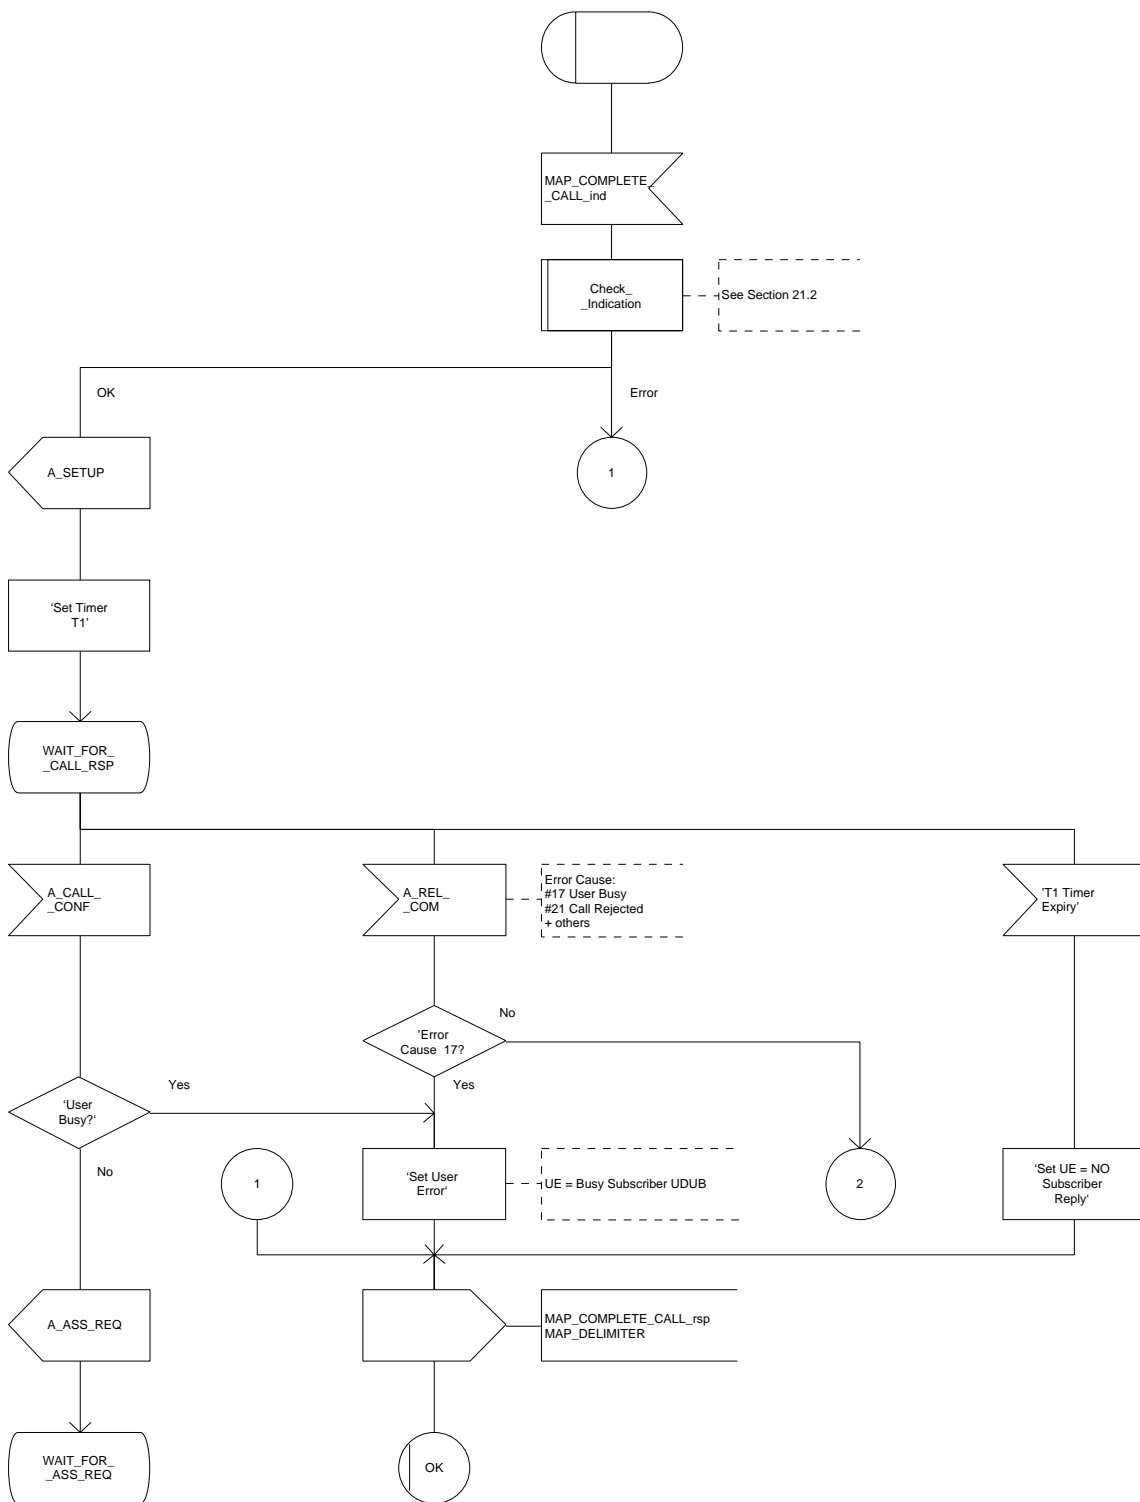 MAP_COMPLETE_
_CALL_ind
Check_
_Indication
See Section 21.2
OK
Error
A_SETUP
1
‘Set Timer
T1’
WAIT_FOR_
_CALL_RSP
A_CALL_
_CONF
A_REL_
_COM
Error Cause:
#17 User Busy
#21 Call Rejected
+ others
’T1 Timer
Expiry’
No
’Error
Cause 17?
Yes
Yes
‘User
Busy?‘
No
1
‘Set User
Error‘
UE = Busy Subscriber UDUB
2
‘Set UE = NO
Subscriber
Reply‘
A_ASS_REQ
MAP_COMPLETE_CALL_rsp
MAP_DELIMITER
WAIT_FOR_
_ASS_REQ
OK